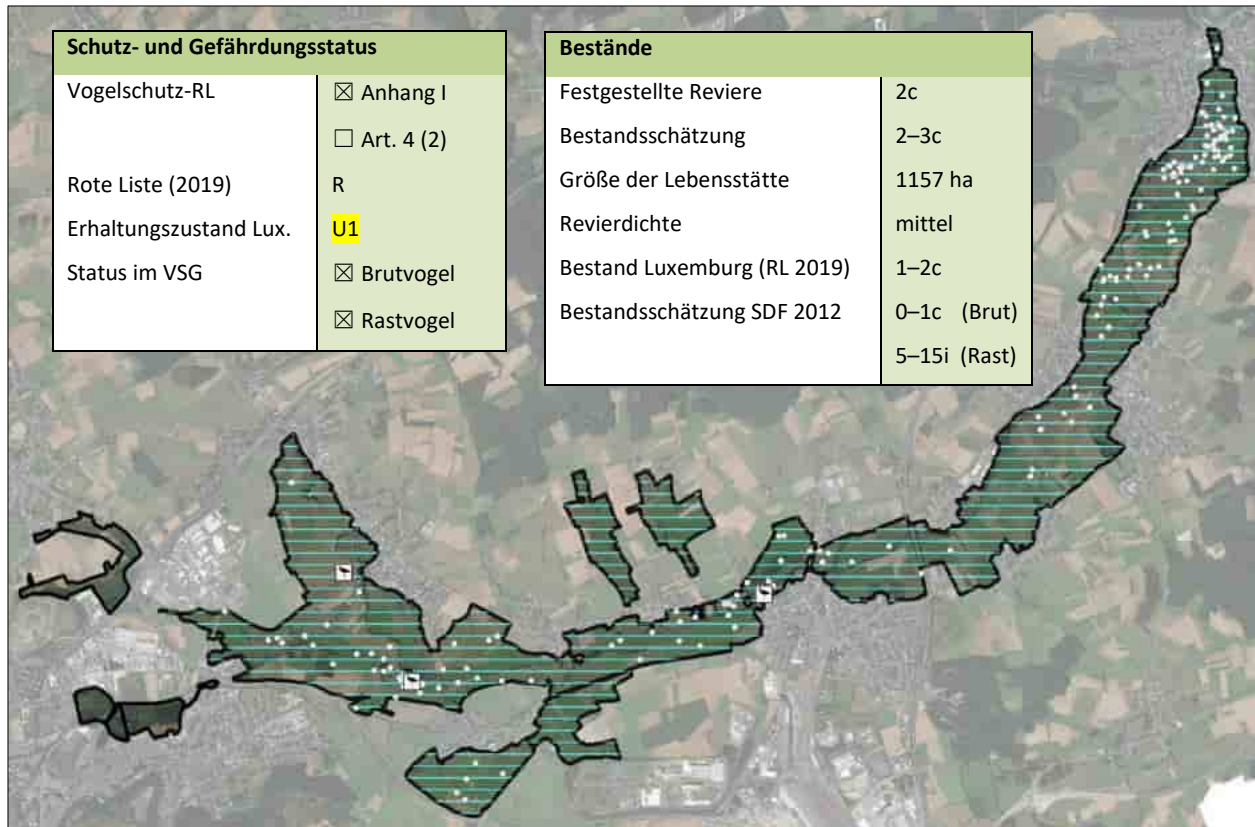 Schutz- und Gefährdungsstatus
Vogelschutz-RL ☒ Anhang I
☐ Art. 4 (2)
Rote Liste (2019) R
Erhaltungszustand Lux. U1
Status im VSG ☒ Brutvogel
☒ Rastvogel
Bestände
Festgestellte Reviere 2c
Bestandsschätzung 2–3c
Größe der Lebensstätte 1157 ha
Revierdichte mittel
Bestand Luxemburg (RL 2019) 1–2c
Bestandsschätzung SDF 2012 0–1c (Brut)
5–15i (Rast)